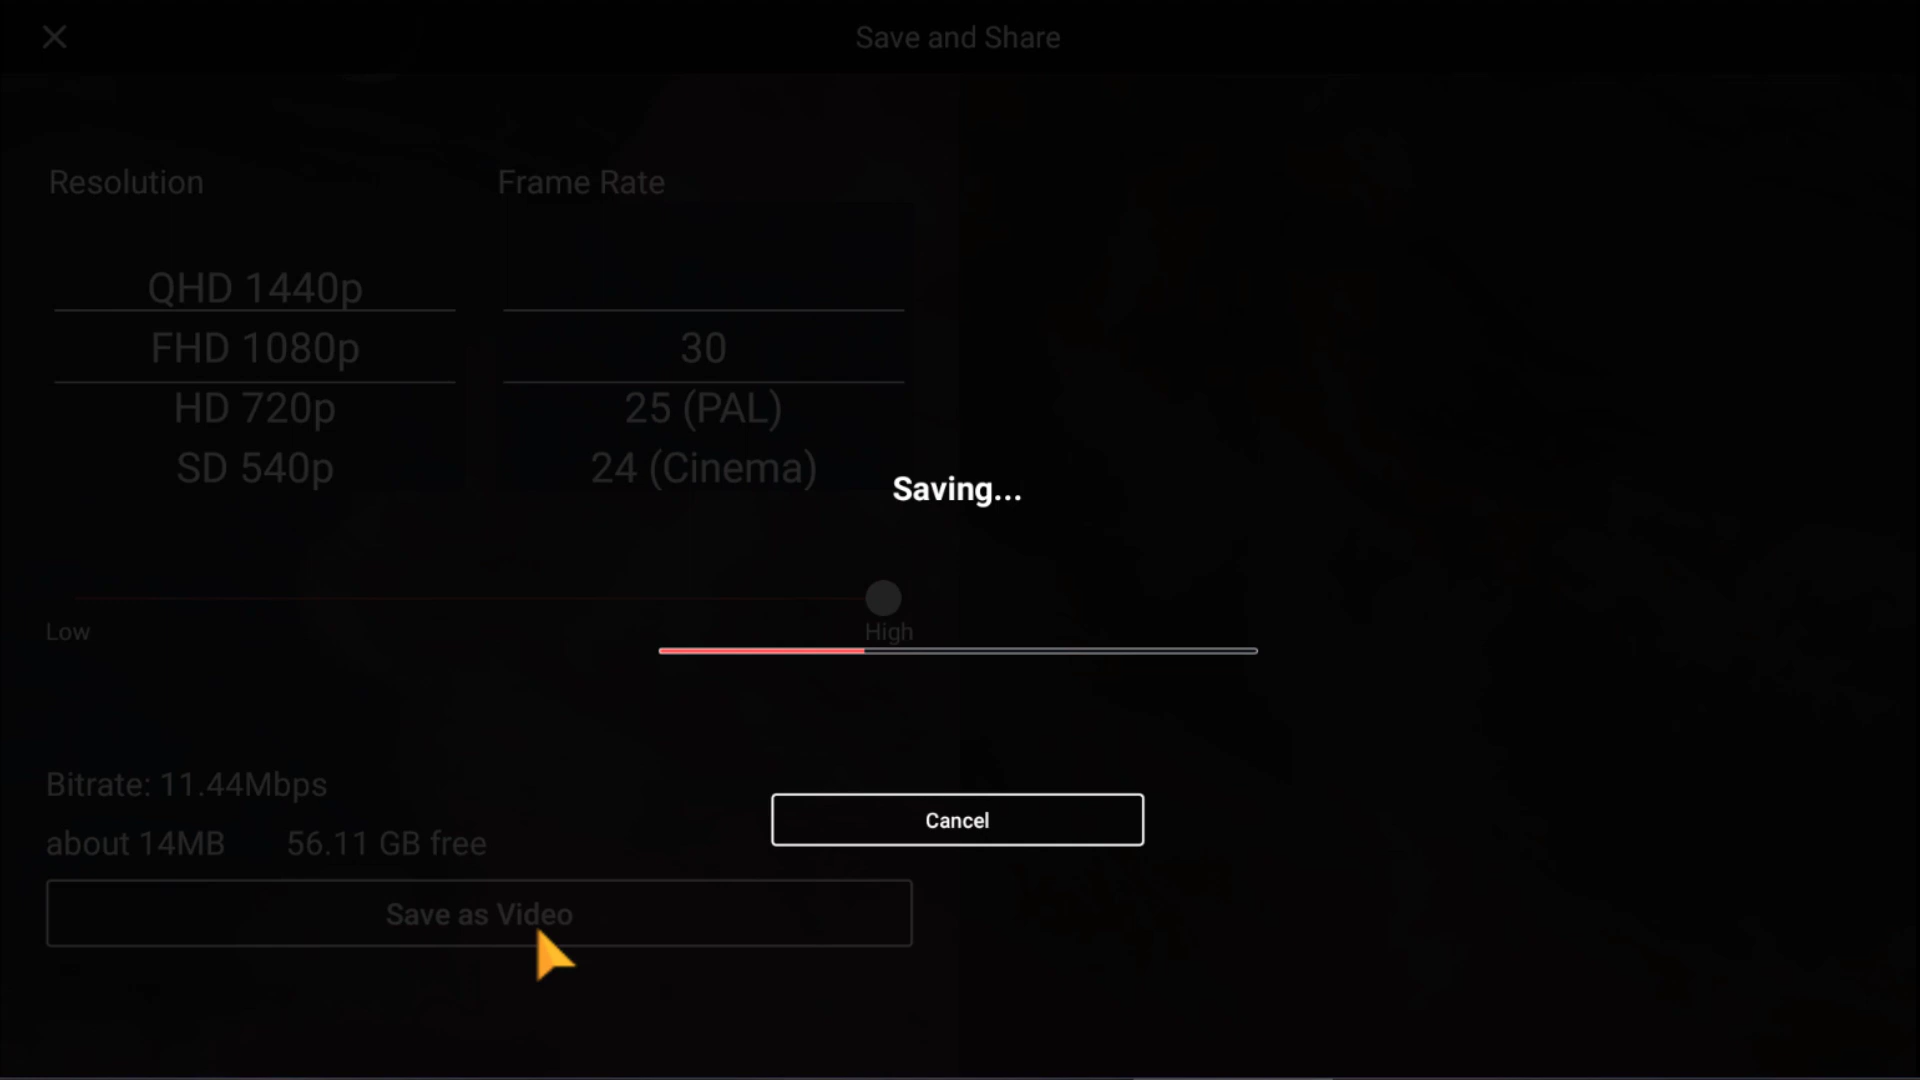 Save and Share
Resolution
Frame Rate
QHD 1440p
FHD 1080p
30
HD 720p
25 (PAL)
SD 540p
24 (Cinema)
Saving...
Low
High
Bitrate: 11.44Mbps
about 14MB
56.11 GB free
Cancel
Save as Video